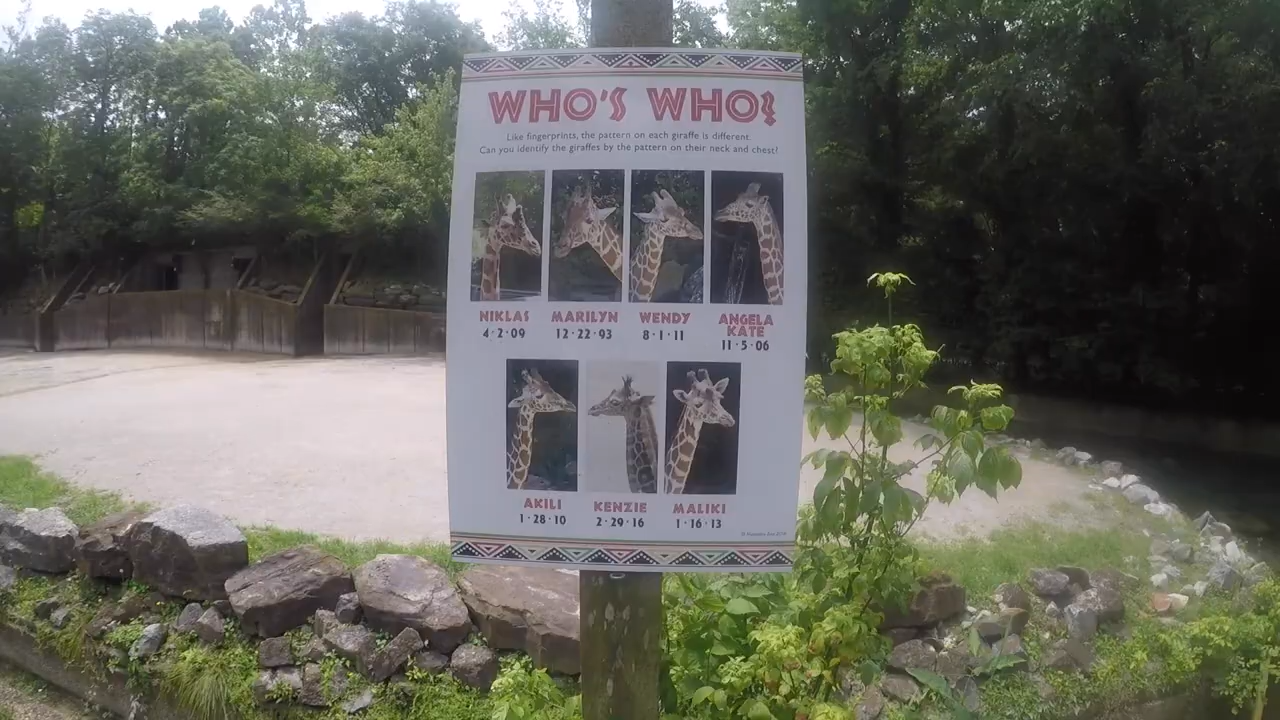 WHO'S WHO?
Like fingerprints, the pattern on each giraffe is different.
Can you identify the giraffes by the pattern on their neck and chest?
NIKLAS
4·2·09
MARILYN
12·22·93
WENDY
8·1·11
ANGELA
KATE
11·5·06
AKILI
1·28·10
KENZIE
2·29·16
MALIKI
1·16·13